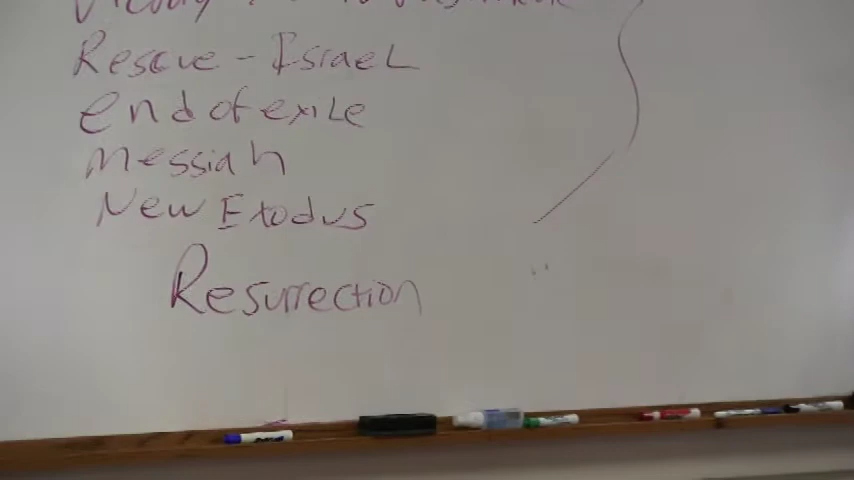 Rescue - Israel
end of exile
Messiah
New Exodus
Resurrection